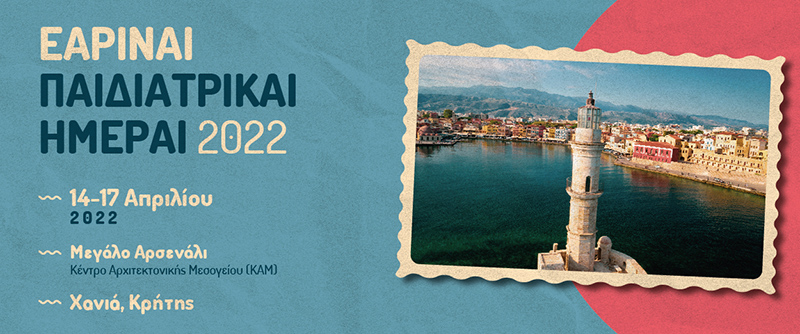 ΕΑΡΙΝΑΙ
ΠΑΙΔΙΑΤΡΙΚΑΙ
ΗΜΕΡΑΙ 2022
14-17 Απριλίου
2022
Μεγάλο Αρσενάλι
Κέντρο Αρχιτεκτονικής Μεσογείου (ΚΑΜ)
Χανιά, Κρήτης